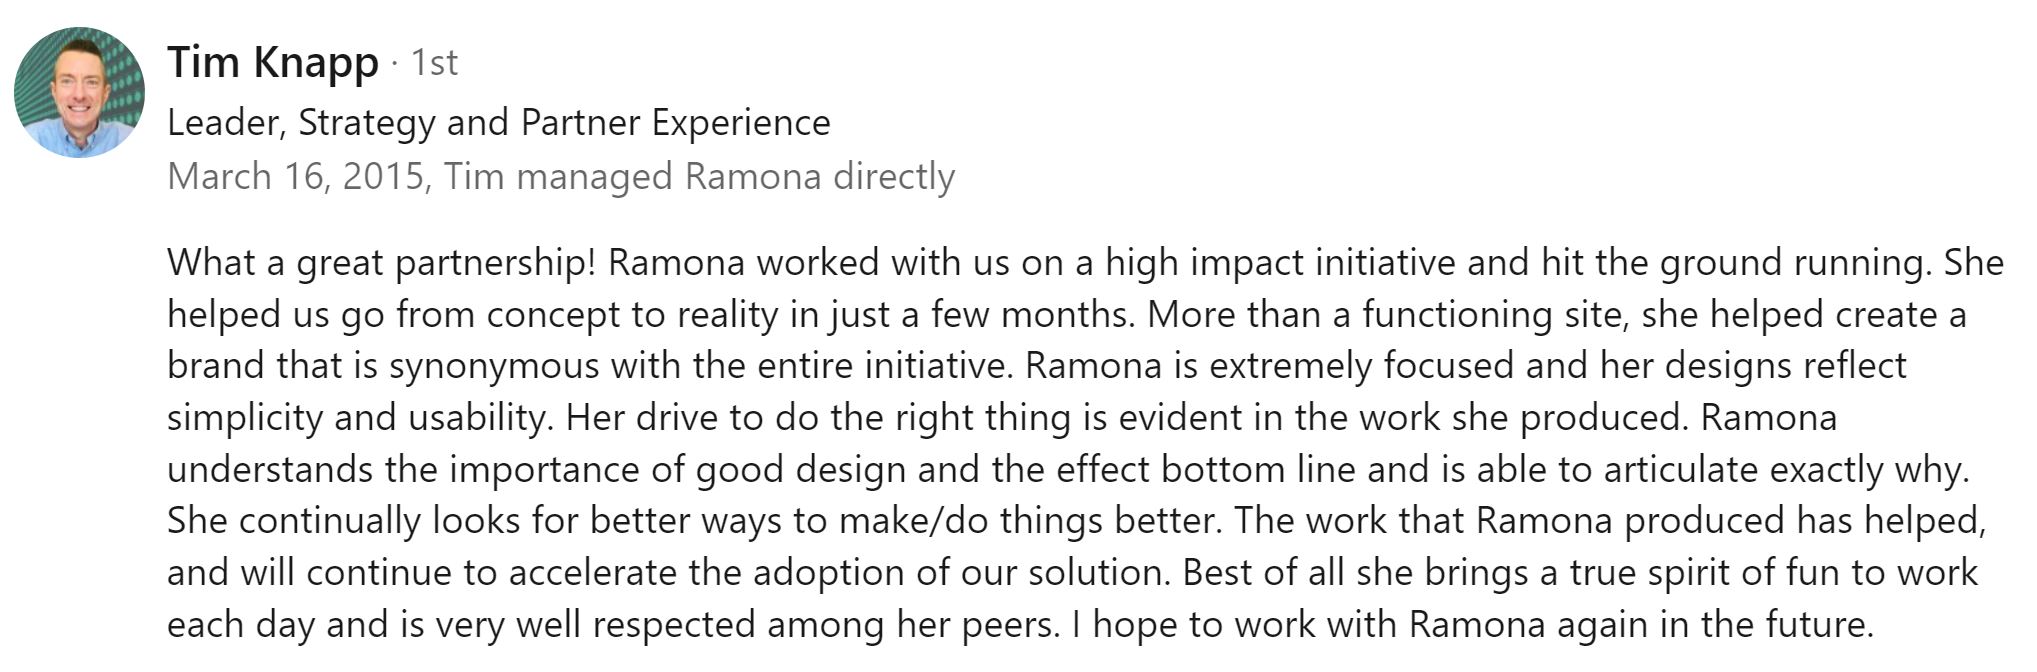 Tim Knapp · 1st
Leader, Strategy and Partner Experience
March 16, 2015, Tim managed Ramona directly
What a great partnership! Ramona worked with us on a high impact initiative and hit the ground running. She
helped us go from concept to reality in just a few months. More than a functioning site, she helped create a
brand that is synonymous with the entire initiative. Ramona is extremely focused and her designs reflect
simplicity and usability. Her drive to do the right thing is evident in the work she produced. Ramona
understands the importance of good design and the effect bottom line and is able to articulate exactly why.
She continually looks for better ways to make/do things better. The work that Ramona produced has helped,
and will continue to accelerate the adoption of our solution. Best of all she brings a true spirit of fun to work
each day and is very well respected among her peers. I hope to work with Ramona again in the future.